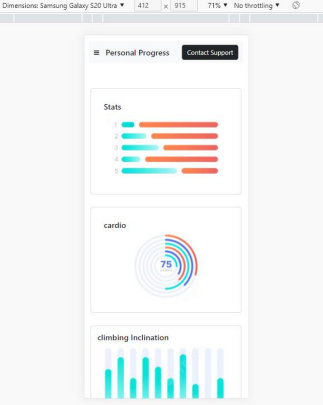 Dimensions: Samsung Galaxy S20 Ultra ▼ 412 × 915 71% ▼ No throttling ▼
≡ Personal Progress Contact Support
Stats
1
2
3
4
5
cardio
75
climbing Inclination